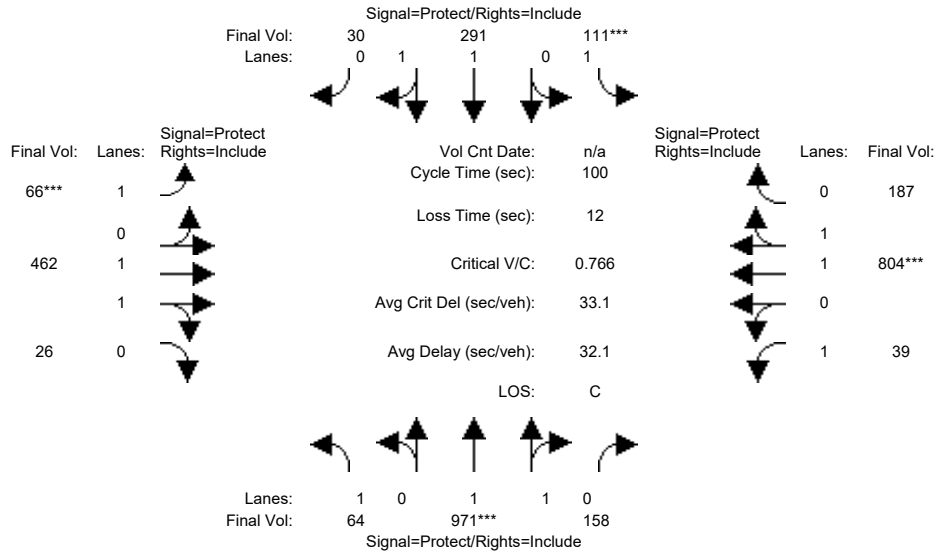 Signal=Protect/Rights=Include
Final Vol: 30 291 111***
Lanes: 0 1 1 0 1
Signal=Protect
Final Vol: Lanes: Rights=Include
Vol Cnt Date: n/a
Signal=Protect
Rights=Include Lanes: Final Vol:
Cycle Time (sec): 100
66*** 1
0 187
Loss Time (sec): 12
0
1
462 1
Critical V/C: 0.766
1 804***
1
Avg Crit Del (sec/veh): 33.1
0
26 0
Avg Delay (sec/veh): 32.1
1 39
LOS: C
Lanes: 1 0 1 1 0
Final Vol: 64 971*** 158
Signal=Protect/Rights=Include